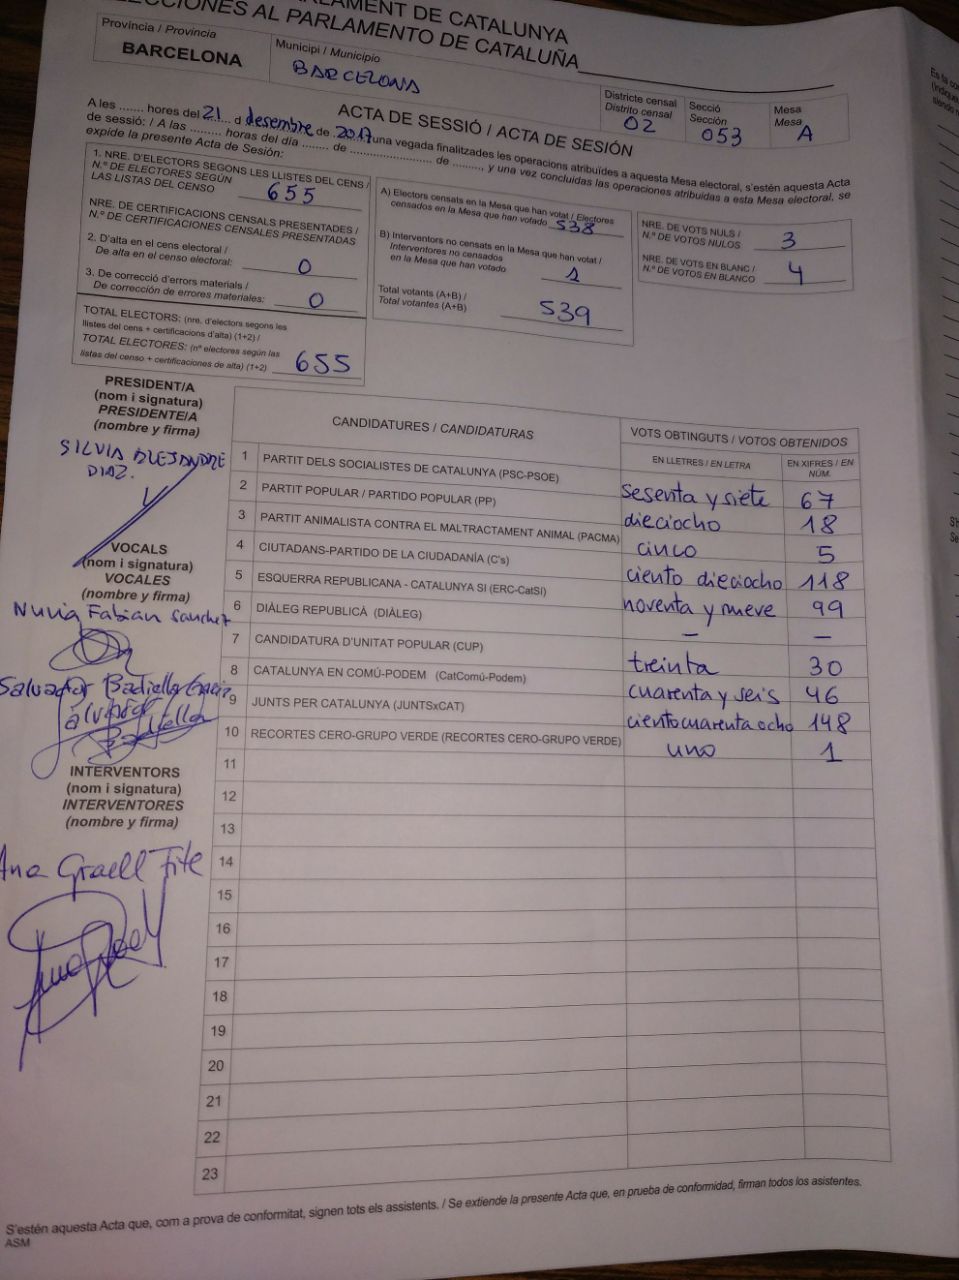 PARLAMENT DE CATALUNYA
ELECCIONES AL PARLAMENTO DE CATALUÑA
Província / Provincia
BARCELONA
Municipi / Municipio
BARCELONA
Districte censal
Distrito censal
02
Secció
Sección
053
Mesa
Mesa
A
ACTA DE SESSIÓ / ACTA DE SESIÓN
A les ....... hores del 21 d desembre de 2017 una vegada finalitzades les operacions atribuïdes a aquesta Mesa electoral, s'estén aquesta Acta
de sessió: / A las ......... horas del día ....... de ........................ de ........, y una vez concluidas las operaciones atribuidas a esta Mesa electoral, se
expide la presente Acta de Sesión:
1. NRE. D'ELECTORS SEGONS LES LLISTES DEL CENS /
N.º DE ELECTORES SEGÚN
LAS LISTAS DEL CENSO
655
NRE. DE CERTIFICACIONS CENSALS PRESENTADES /
N.º DE CERTIFICACIONES CENSALES PRESENTADAS
2. D'alta en el cens electoral /
De alta en el censo electoral:
0
3. De correcció d'errors materials /
De corrección de errores materiales:
0
TOTAL ELECTORS: (nre. d'electors segons les
llistes del cens + certificacions d'alta) (1+2) /
TOTAL ELECTORES: (nº electores según las
listas del censo + certificaciones de alta) (1+2)
655
A) Electors censats en la Mesa que han votat / Electores
censados en la Mesa que han votado
538
B) Interventors no censats en la Mesa que han votat /
Interventores no censados
en la Mesa que han votado
1
Total votants (A+B) /
Total votantes (A+B)
539
NRE. DE VOTS NULS /
N.º DE VOTOS NULOS
3
NRE. DE VOTS EN BLANC /
N.º DE VOTOS EN BLANCO
4
PRESIDENT/A
(nom i signatura)
PRESIDENTE/A
(nombre y firma)
SILVIA ALEJANDRE
DIAZ.
VOCALS
(nom i signatura)
VOCALES
(nombre y firma)
Nuria Fabian Sanchez
Salvador Badiella Garcia
Salvador
Badiella
INTERVENTORS
(nom i signatura)
INTERVENTORES
(nombre y firma)
Ana Graell Fite
CANDIDATURES / CANDIDATURAS
VOTS OBTINGUTS / VOTOS OBTENIDOS
EN LLETRES / EN LETRA
EN XIFRES / EN
NÚM.
1 PARTIT DELS SOCIALISTES DE CATALUNYA (PSC-PSOE) sesenta y siete 67
2 PARTIT POPULAR / PARTIDO POPULAR (PP) dieciocho 18
3 PARTIT ANIMALISTA CONTRA EL MALTRACTAMENT ANIMAL (PACMA) cinco 5
4 CIUTADANS-PARTIDO DE LA CIUDADANÍA (C's) ciento dieciocho 118
5 ESQUERRA REPUBLICANA - CATALUNYA SI (ERC-CatSí) noventa y nueve 99
6 DIÀLEG REPUBLICÀ (DIÀLEG) – –
7 CANDIDATURA D'UNITAT POPULAR (CUP) treinta 30
8 CATALUNYA EN COMÚ-PODEM (CatComú-Podem) cuarenta y seis 46
9 JUNTS PER CATALUNYA (JUNTSxCAT) ciento cuarenta ocho 148
10 RECORTES CERO-GRUPO VERDE (RECORTES CERO-GRUPO VERDE) uno 1
11
12
13
14
15
16
17
18
19
20
21
22
23
S'estén aquesta Acta que, com a prova de conformitat, signen tots els assistents. / Se extiende la presente Acta que, en prueba de conformidad, firman todos los asistentes.
ASM